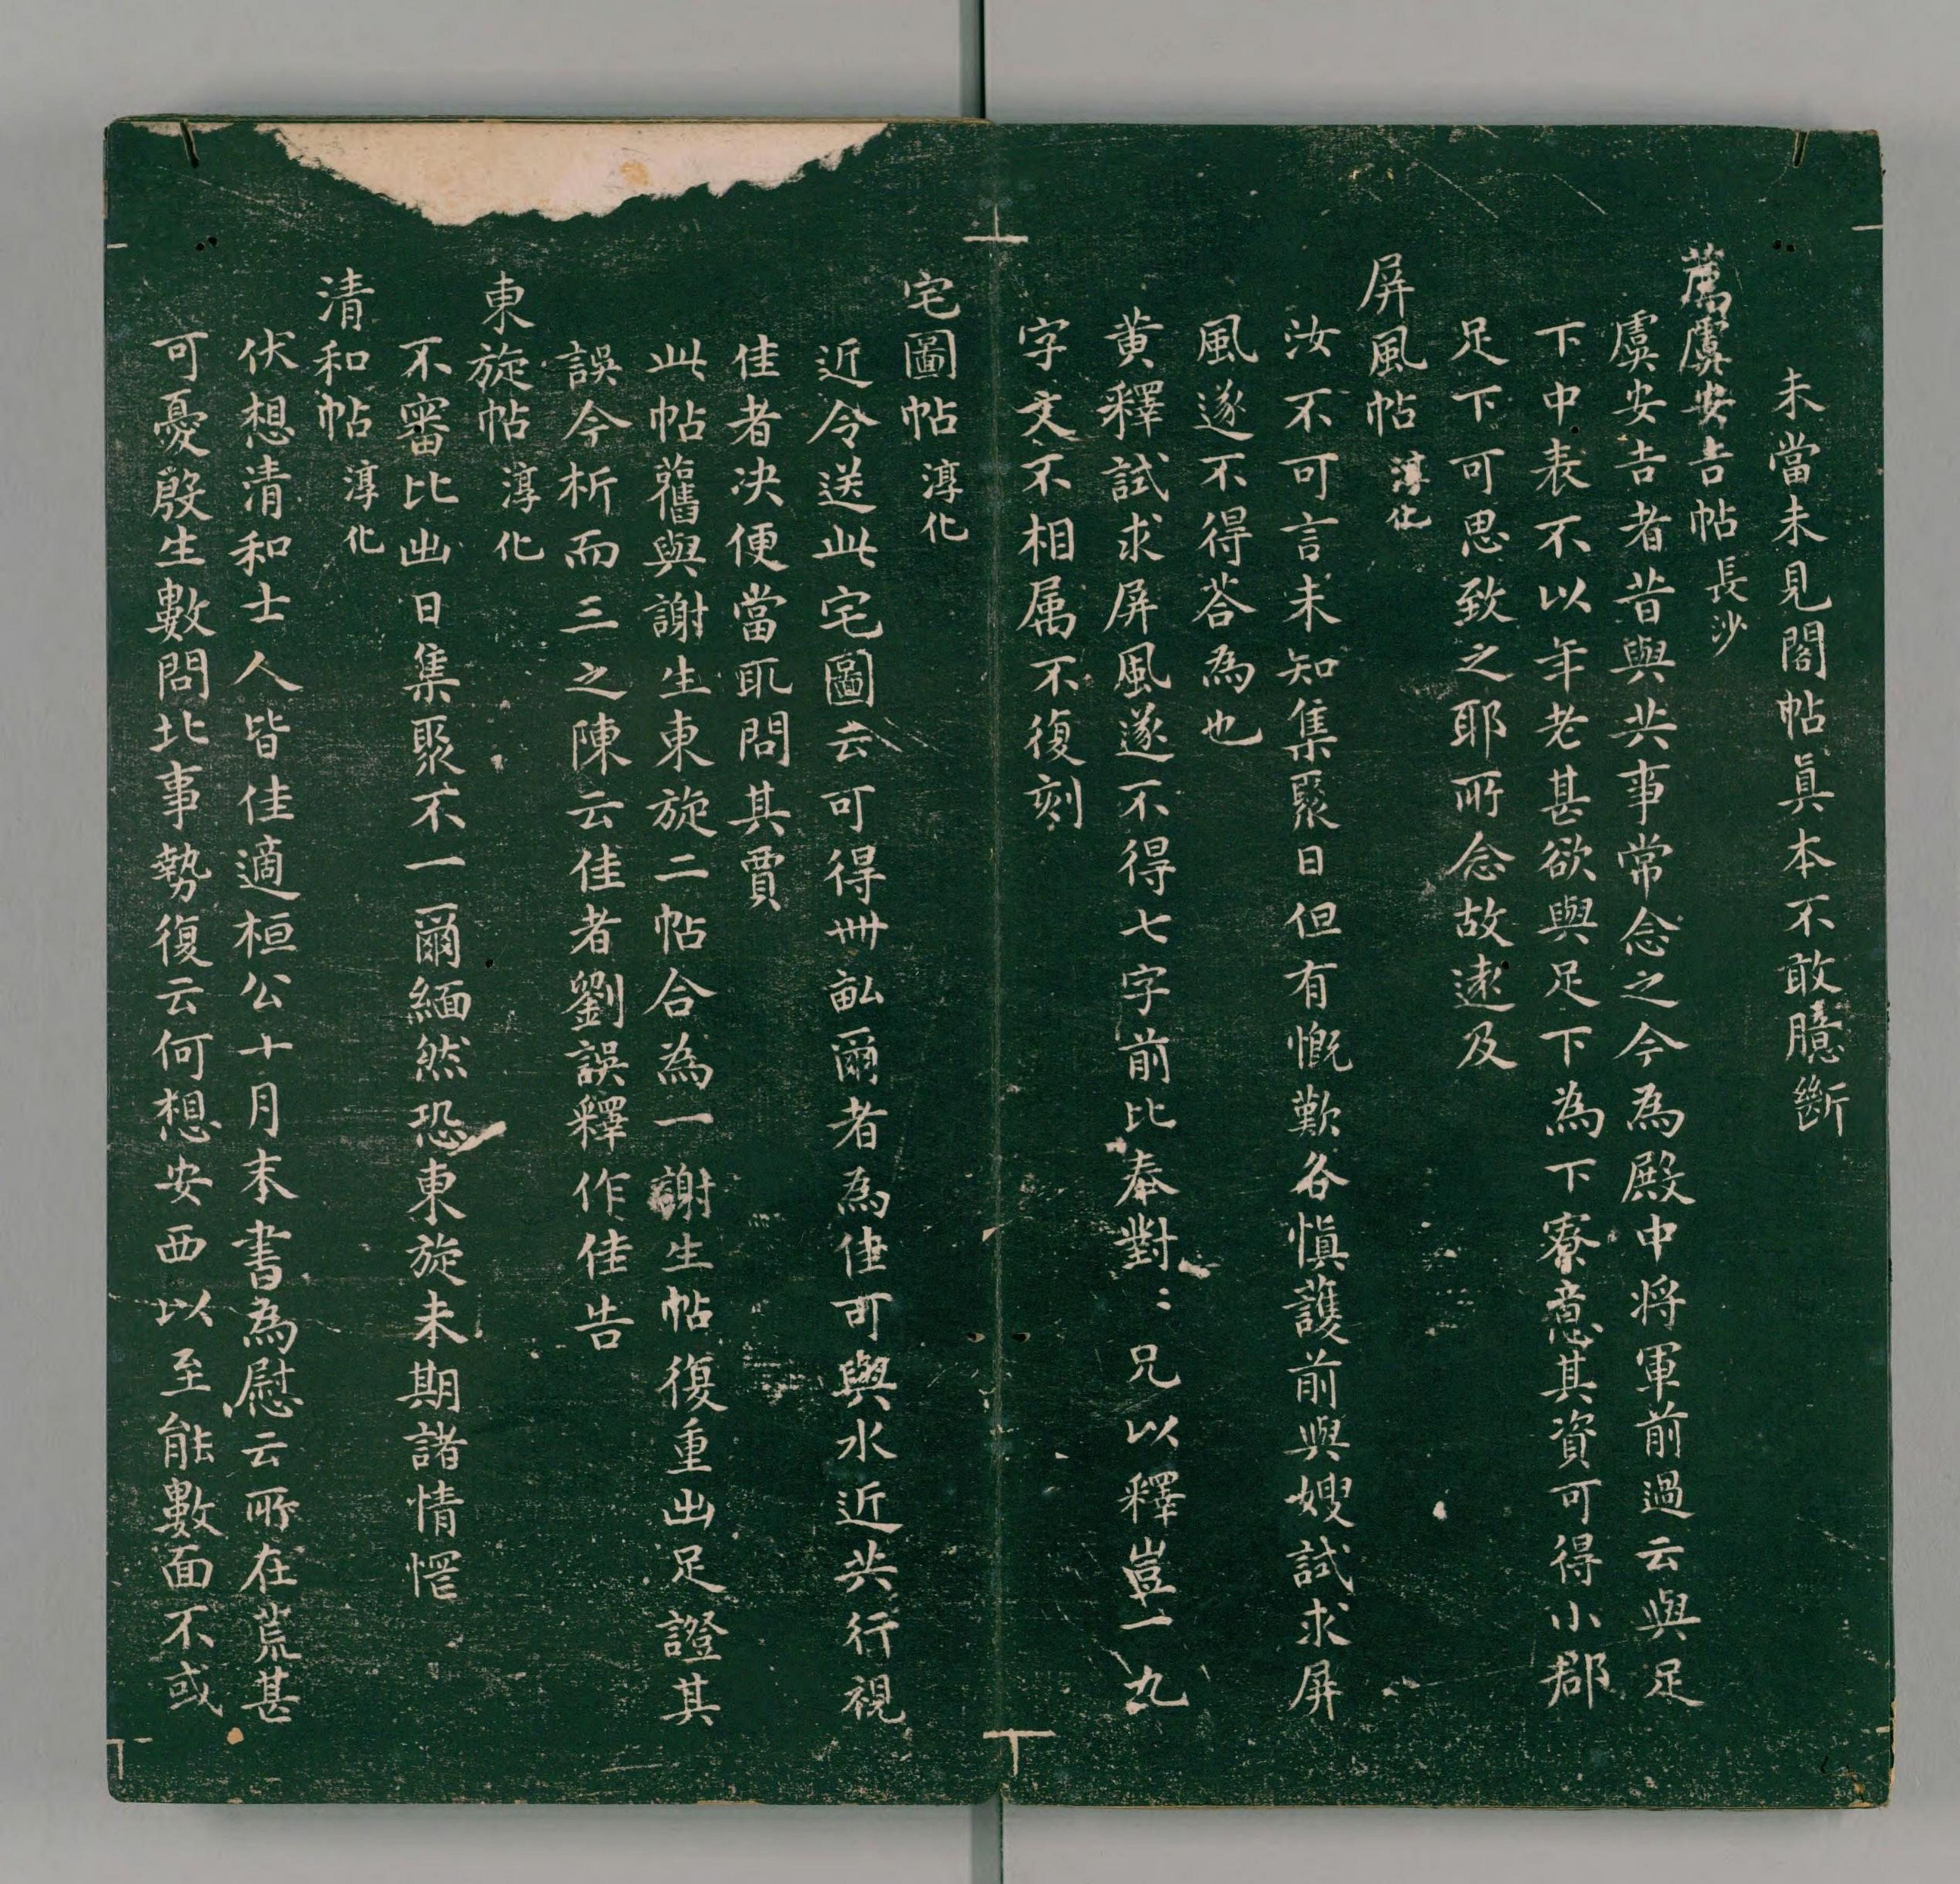 未當未見閣帖眞本不敢臆斷
薦虞安吉帖長沙
虞安吉者昔與共事常念之今為殿中将軍前過云與足
下中表不以年老甚欲與足下為下寮意其資可得小郡
足下可思致之耶所念故遠及
屏風帖淳化
汝不可言未知集聚日但有慨歎各慎護前與嫂試求屏
風遂不得荅為也
黄釋試求屏風遂不得七字前比奉對：兄以釋豈一九
字文不相属不復刻
宅圖帖淳化
近令送此宅圖云可得卌畝爾者為佳可與水近共行視
佳者决便當取問其賈
此帖舊與謝生東旋二帖合為一謝生帖復重出足證其
誤今析而三之陳云佳者劉誤釋作佳告
東旋帖淳化
不審比出日集聚不一爾緬然恐東旋未期諸情惘
清和帖淳化
伏想清和士人皆佳適桓公十月末書為慰云所在荒甚
可憂殷生數問北事勢復云何想安西以至能數面不或